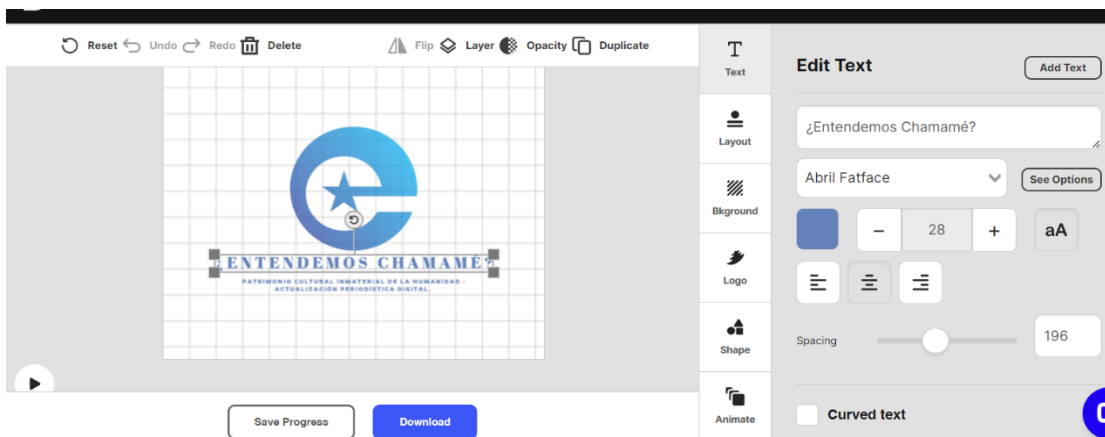 Reset Undo Redo Delete Flip Layer Opacity Duplicate
¿ENTENDEMOS CHAMAMÉ?
PATRIMONIO CULTURAL INMATERIAL DE LA HUMANIDAD -
ACTUALIZACIÓN PERIODÍSTICA DIGITAL.
Save Progress Download
Text
Layout
Bkground
Logo
Shape
Animate
Edit Text Add Text
¿Entendemos Chamamé?
Abril Fatface See Options
28 aA
Spacing 196
Curved text